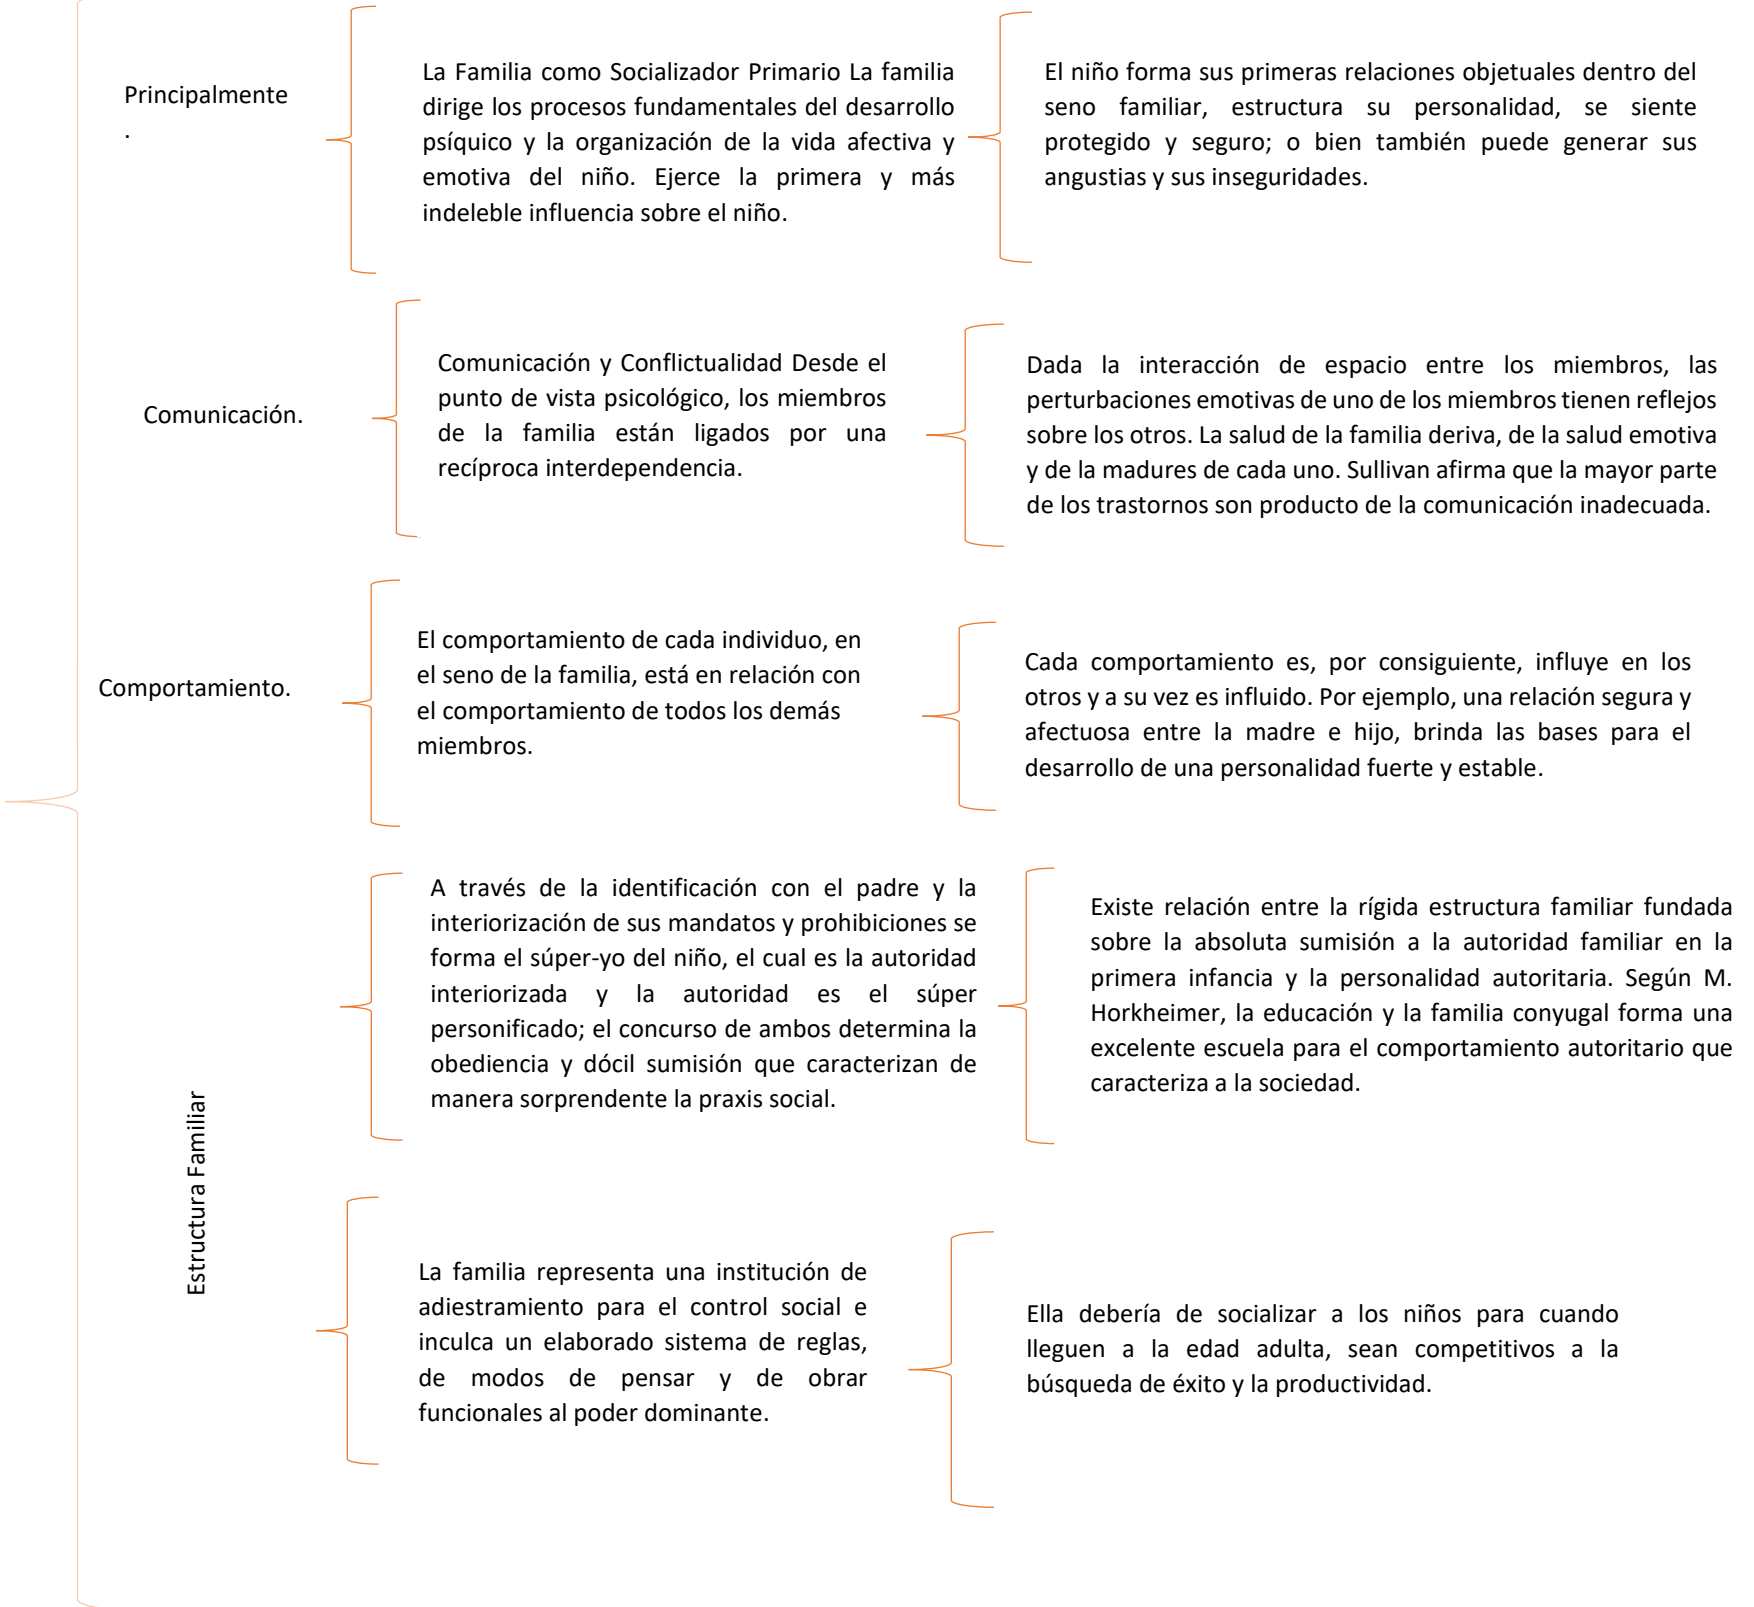 Principalmente
.
La Familia como Socializador Primario La familia
dirige los procesos fundamentales del desarrollo
psíquico y la organización de la vida afectiva y
emotiva del niño. Ejerce la primera y más
indeleble influencia sobre el niño.
El niño forma sus primeras relaciones objetuales dentro del
seno familiar, estructura su personalidad, se siente
protegido y seguro; o bien también puede generar sus
angustias y sus inseguridades.
Comunicación.
Comunicación y Conflictualidad Desde el
punto de vista psicológico, los miembros
de la familia están ligados por una
recíproca interdependencia.
Dada la interacción de espacio entre los miembros, las
perturbaciones emotivas de uno de los miembros tienen reflejos
sobre los otros. La salud de la familia deriva, de la salud emotiva
y de la madures de cada uno. Sullivan afirma que la mayor parte
de los trastornos son producto de la comunicación inadecuada.
Comportamiento.
El comportamiento de cada individuo, en
el seno de la familia, está en relación con
el comportamiento de todos los demás
miembros.
Cada comportamiento es, por consiguiente, influye en los
otros y a su vez es influido. Por ejemplo, una relación segura y
afectuosa entre la madre e hijo, brinda las bases para el
desarrollo de una personalidad fuerte y estable.
Estructura Familiar
A través de la identificación con el padre y la
interiorización de sus mandatos y prohibiciones se
forma el súper-yo del niño, el cual es la autoridad
interiorizada y la autoridad es el súper
personificado; el concurso de ambos determina la
obediencia y dócil sumisión que caracterizan de
manera sorprendente la praxis social.
Existe relación entre la rígida estructura familiar fundada
sobre la absoluta sumisión a la autoridad familiar en la
primera infancia y la personalidad autoritaria. Según M.
Horkheimer, la educación y la familia conyugal forma una
excelente escuela para el comportamiento autoritario que
caracteriza a la sociedad.
La familia representa una institución de
adiestramiento para el control social e
inculca un elaborado sistema de reglas,
de modos de pensar y de obrar
funcionales al poder dominante.
Ella debería de socializar a los niños para cuando
lleguen a la edad adulta, sean competitivos a la
búsqueda de éxito y la productividad.